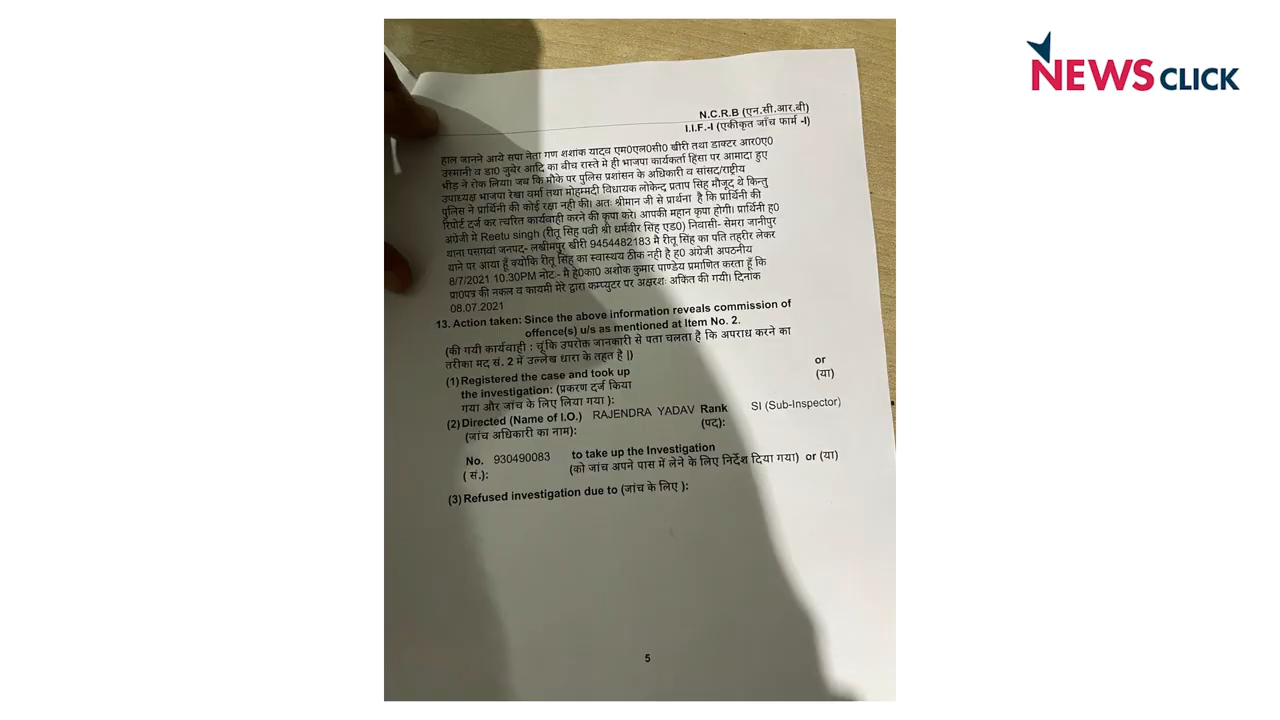 NEWS CLICK
N.C.R.B (एन.सी.आर.बी)
I.I.F.-I (एकीकृत जाँच फार्म -I)
हाल जानने आये सपा नेता गण शशांक यादव एम0एल0सी0 खीरी तथा डाक्टर आर0ए0
उस्मानी व डा0 जुबेर आदि का बीच रास्ते मे ही भाजपा कार्यकर्ता हिंसा पर आमादा हुए
भीड़ ने रोक लिया। जब कि मौके पर पुलिस प्रशांसन के अधिकारी व सांसद/राष्ट्रीय
उपाध्यक्ष भाजपा रेखा वर्मा तथा मोहम्मदी विधायक लोकेन्द्र प्रताप सिंह मौजूद थे किन्तु
पुलिस ने प्रार्थिनी की कोई रक्षा नही की। अतः श्रीमान जी से प्रार्थना है कि प्रार्थिनी की
रिपोर्ट दर्ज कर त्वरित कार्यवाही करने की कृपा करे। आपकी महान कृपा होगी। प्रार्थिनी ह0
अंग्रेजी मे Reetu singh (रीतू सिंह पत्नी श्री धर्मवीर सिंह एड0) निवासी- सेमरा जानीपुर
थाना पसगवां जनपद- लखीमपुर खीरी 9454482183 मै रीतू सिंह का पति तहरीर लेकर
थाने पर आया हूँ क्योकि रीतू सिंह का स्वास्थय ठीक नही है ह0 अंग्रेजी अपठनीय
8/7/2021 10.30PM नोटः- मै हे0का0 अशोक कुमार पाण्डेय प्रमाणित करता हूँ कि
प्रा0पत्र की नकल व कायमी मेरे द्वारा कम्प्युटर पर अक्षरशः अंकित की गयी। दिनांक
08.07.2021
13. Action taken: Since the above information reveals commission of
offence(s) u/s as mentioned at Item No. 2.
(की गयी कार्यवाही : चूंकि उपरोक्त जानकारी से पता चलता है कि अपराध करने का
तरीका मद सं. 2 में उल्लेख धारा के तहत है |)
(1) Registered the case and took up or
the investigation: (प्रकरण दर्ज किया (या)
गया और जांच के लिए लिया गया ):
(2) Directed (Name of I.O.) RAJENDRA YADAV Rank SI (Sub-Inspector)
(जांच अधिकारी का नाम): (पद):
No. 930490083 to take up the Investigation
( सं.): (को जांच अपने पास में लेने के लिए निर्देश दिया गया) or (या)
(3) Refused investigation due to (जांच के लिए ):
5